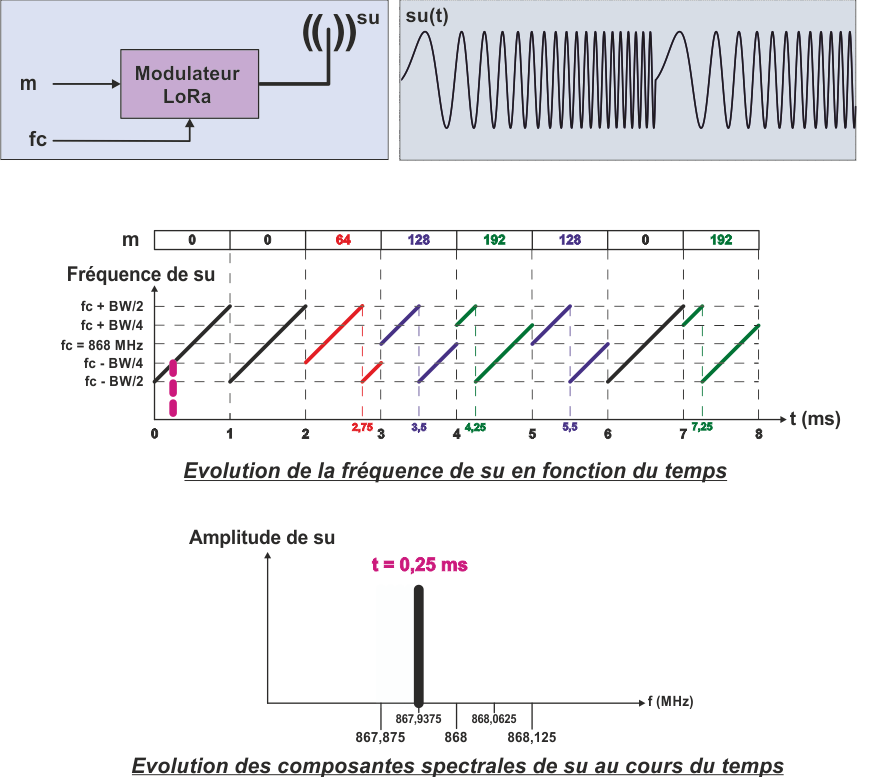 su
m
Modulateur
LoRa
fc
su(t)
m 0 0 64 128 192 128 0 192
Fréquence de su
fc + BW/2
fc + BW/4
fc = 868 MHz
fc - BW/4
fc - BW/2
t (ms)
0 1 2 2,75 3 3,5 4 4,25 5 5,5 6 7 7,25 8
Evolution de la fréquence de su en fonction du temps
Amplitude de su
t = 0,25 ms
f (MHz)
867,9375 868,0625
867,875 868 868,125
Evolution des composantes spectrales de su au cours du temps